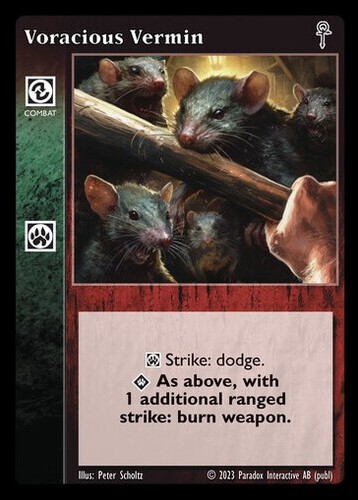 Voracious Vermin
COMBAT
Strike: dodge.
As above, with
1 additional ranged
strike: burn weapon.
Illus: Peter Scholtz © 2023 Paradox Interactive AB (publ)